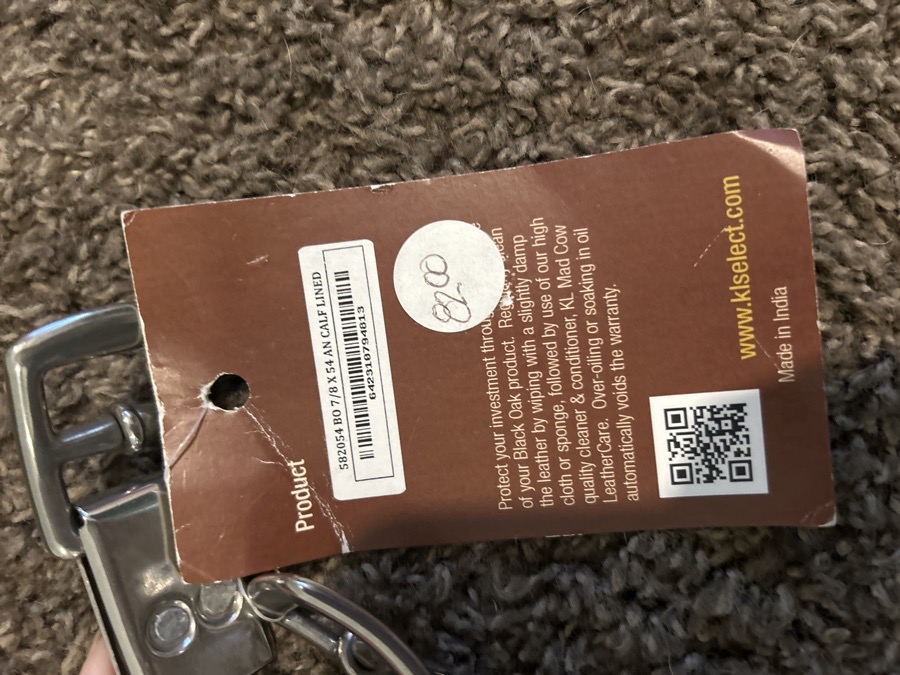 Product
582054 BO 7/8 X 54 AN CALF LINED
642310794813
82.00
Protect your investment
of your Black Oak product.
the leather by wiping with a slightly damp
cloth or sponge, followed by use of our high
quality cleaner & conditioner, KL Mad Cow
LeatherCare. Over-oiling or soaking in oil
automatically voids the warranty.
www.klselect.com
Made in India